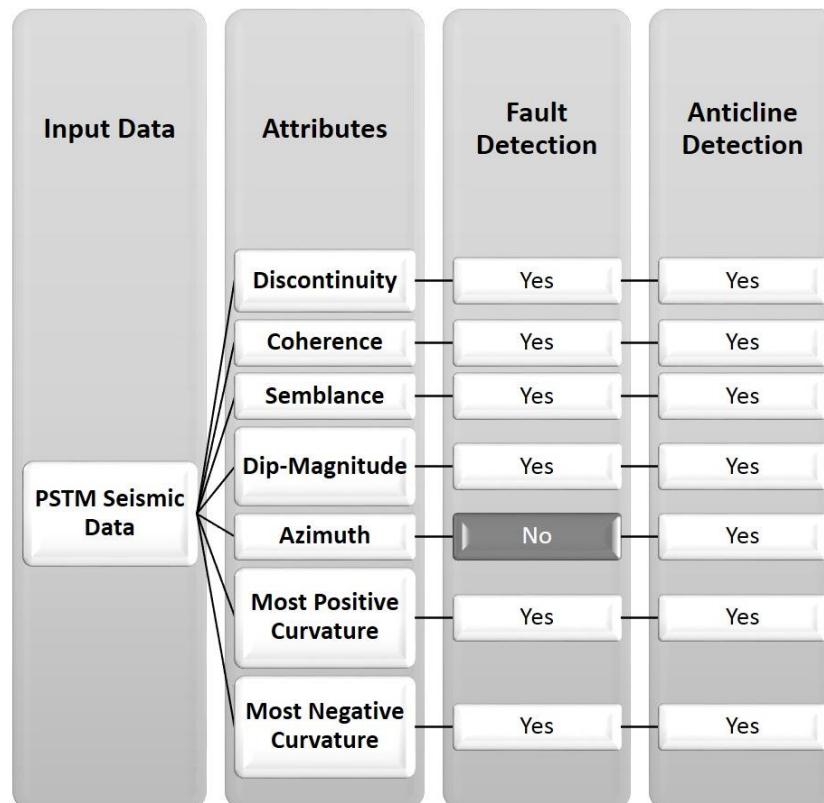 Input Data
Attributes
Fault
Detection
Anticline
Detection
PSTM Seismic
Data
Discontinuity
Yes
Yes
Coherence
Yes
Yes
Semblance
Yes
Yes
Dip-Magnitude
Yes
Yes
Azimuth
No
Yes
Most Positive
Curvature
Yes
Yes
Most Negative
Curvature
Yes
Yes